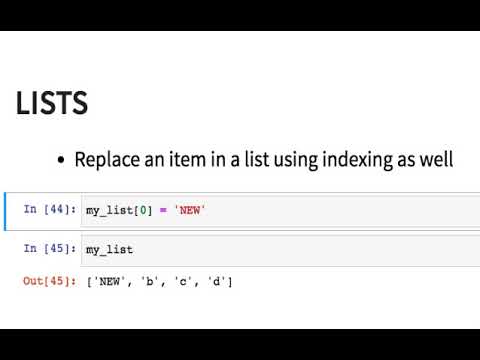 LISTS
• Replace an item in a list using indexing as well
In [44]: my_list[0] = 'NEW'
In [45]: my_list
Out[45]: ['NEW', 'b', 'c', 'd']